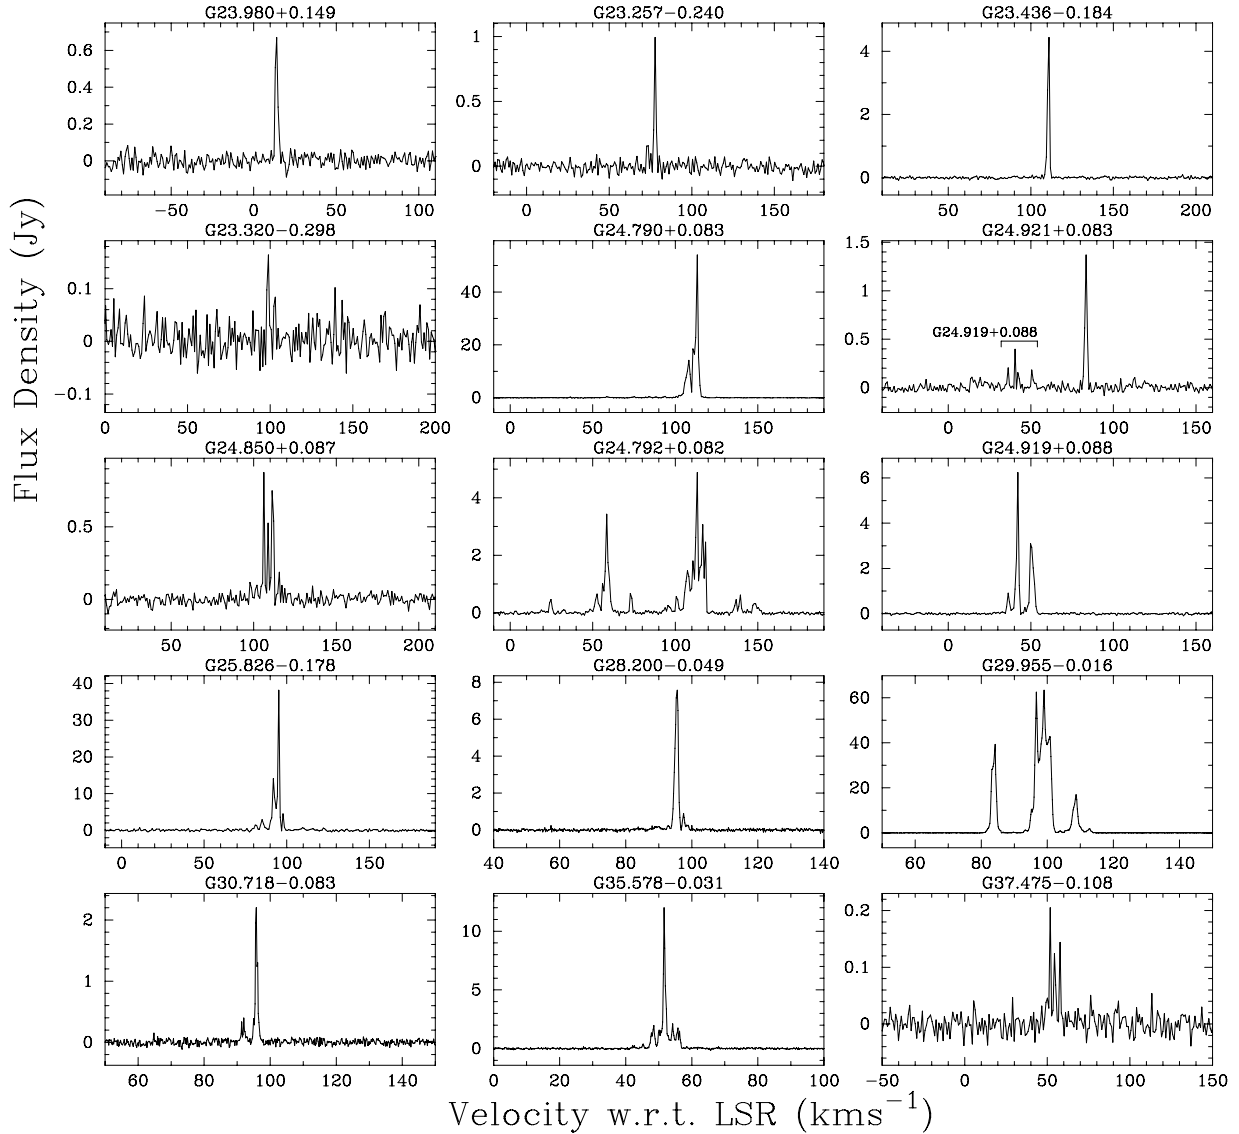 G23.980+0.149
G23.257−0.240
G23.436−0.184
0.6
0.4
0.2
0
−50 0 50 100
1
0.5
0
0 50 100 150
4
2
0
50 100 150 200
G23.320−0.298
G24.790+0.083
G24.921+0.083
0.1
0
−0.1
0 50 100 150 200
40
20
0
0 50 100 150
1.5
1
0.5
0
G24.919+0.088
0 50 100 150
G24.850+0.087
G24.792+0.082
G24.919+0.088
0.5
0
50 100 150 200
4
2
0
0 50 100 150
6
4
2
0
0 50 100 150
G25.826−0.178
G28.200−0.049
G29.955−0.016
40
30
20
10
0
0 50 100 150
8
6
4
2
0
40 60 80 100 120 140
60
40
20
0
60 80 100 120 140
G30.718−0.083
G35.578−0.031
G37.475−0.108
2
1
0
60 80 100 120 140
10
5
0
0 20 40 60 80 100
0.2
0.1
0
−50 0 50 100 150
Flux Density (Jy)
Velocity w.r.t. LSR (kms−1)